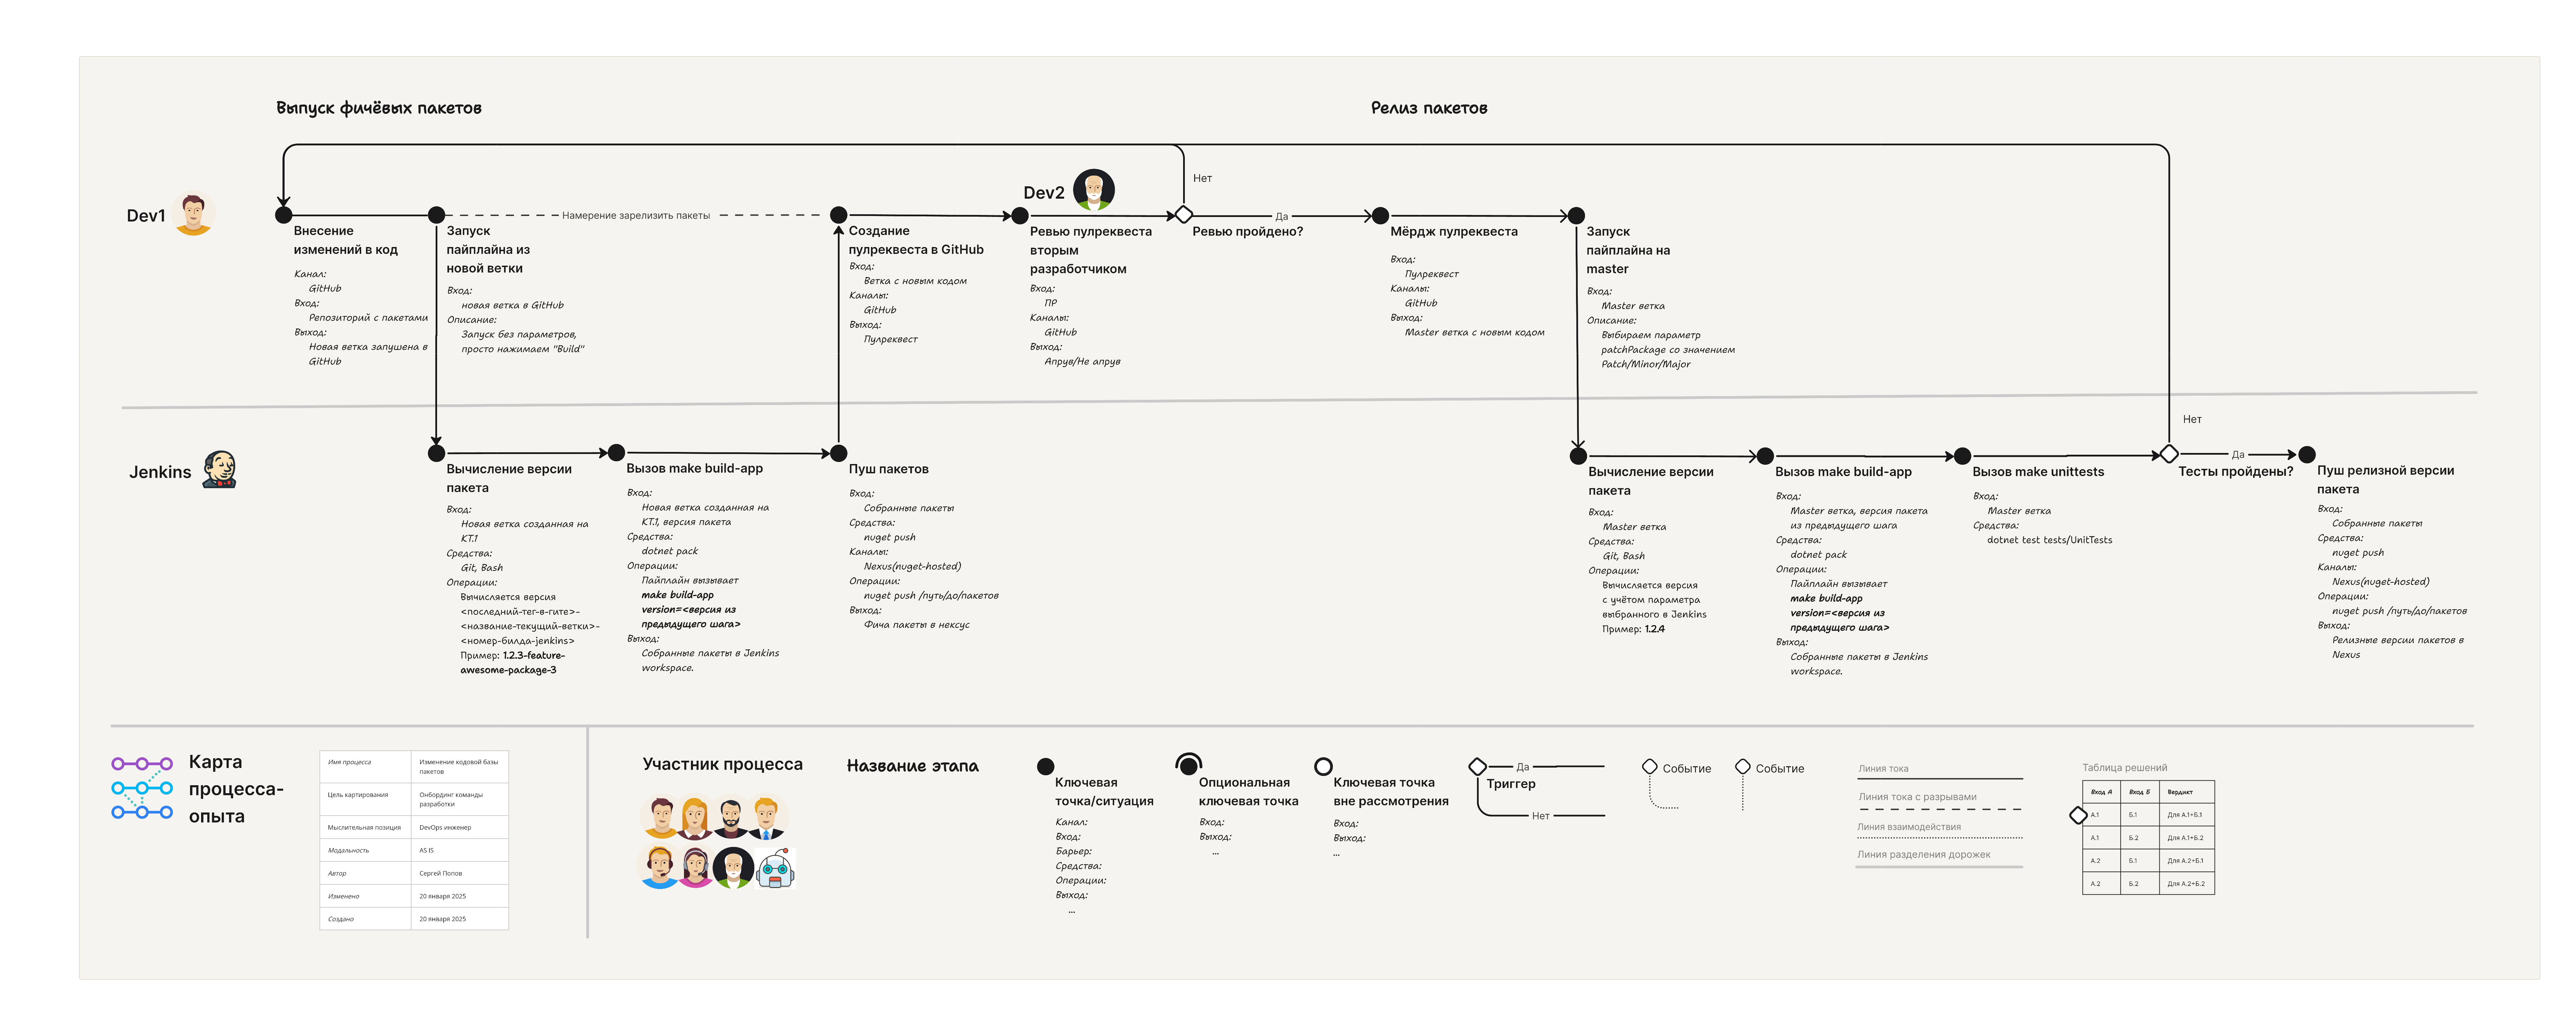 Выпуск фичёвых пакетов
Релиз пакетов
Нет
Dev1
Dev2
Намерение зарелизить пакеты
Да
Внесение
изменений в код
Канал:
GitHub
Вход:
Репозиторий с пакетами
Выход:
Новая ветка запушена в
GitHub
Запуск
пайплайна из
новой ветки
Вход:
новая ветка в GitHub
Описание:
Запуск без параметров,
просто нажимаем "Build"
Создание
пулреквеста в GitHub
Вход:
Ветка с новым кодом
Каналы:
GitHub
Выход:
Пулреквест
Ревью пулреквеста
вторым
разработчиком
Вход:
ПР
Каналы:
GitHub
Выход:
Апрув/Не апрув
Ревью пройдено?
Мёрдж пулреквеста
Вход:
Пулреквест
Каналы:
GitHub
Выход:
Master ветка с новым кодом
Запуск
пайплайна на
master
Вход:
Master ветка
Описание:
Выбираем параметр
patchPackage со значением
Patch/Minor/Major
Нет
Jenkins
Вычисление версии
пакета
Вход:
Новая ветка созданная на
КТ.1
Средства:
Git, Bash
Операции:
Вычисляется версия
<последний-тег-в-гите>-
<название-текущий-ветки>-
<номер-билда-jenkins>
Пример: 1.2.3-feature-
awesome-package-3
Вызов make build-app
Вход:
Новая ветка созданная на
КТ.1, версия пакета
Средства:
dotnet pack
Операции:
Пайплайн вызывает
make build-app
version=<версия из
предыдущего шага>
Выход:
Собранные пакеты в Jenkins
workspace.
Пуш пакетов
Вход:
Собранные пакеты
Средства:
nuget push
Каналы:
Nexus(nuget-hosted)
Операции:
nuget push /путь/до/пакетов
Выход:
Фича пакеты в нексус
Вычисление версии
пакета
Вход:
Master ветка
Средства:
Git, Bash
Операции:
Вычисляется версия
с учётом параметра
выбранного в Jenkins
Пример: 1.2.4
Вызов make build-app
Вход:
Master ветка, версия пакета
из предыдущего шага
Средства:
dotnet pack
Операции:
Пайплайн вызывает
make build-app
version=<версия из
предыдущего шага>
Выход:
Собранные пакеты в Jenkins
workspace.
Вызов make unittests
Вход:
Master ветка
Средства:
dotnet test tests/UnitTests
Да
Тесты пройдены?
Пуш релизной версии
пакета
Вход:
Собранные пакеты
Средства:
nuget push
Каналы:
Nexus(nuget-hosted)
Операции:
nuget push /путь/до/пакетов
Выход:
Релизные версии пакетов в
Nexus
Карта
процесса-
опыта
Имя процесса Изменение кодовой базы
пакетов
Цель картирования Онбординг команды
разработки
Мыслительная позиция DevOps инженер
Модальность AS IS
Автор Сергей Попов
Изменено 20 января 2025
Создано 20 января 2025
Участник процесса
Название этапа
Ключевая
точка/ситуация
Канал:
Вход:
Барьер:
Средства:
Операции:
Выход:
...
Опциональная
ключевая точка
Вход:
Выход:
...
Ключевая точка
вне рассмотрения
Вход:
Выход:
...
Да
Триггер
Нет
Событие
Событие
Линия тока
Линия тока с разрывами
Линия взаимодействия
Линия разделения дорожек
Таблица решений
Вход А Вход Б Вердикт
А.1 Б.1 Для А.1+Б.1
А.1 Б.2 Для А.1+Б.2
А.2 Б.1 Для А.2+Б.1
А.2 Б.2 Для А.2+Б.2